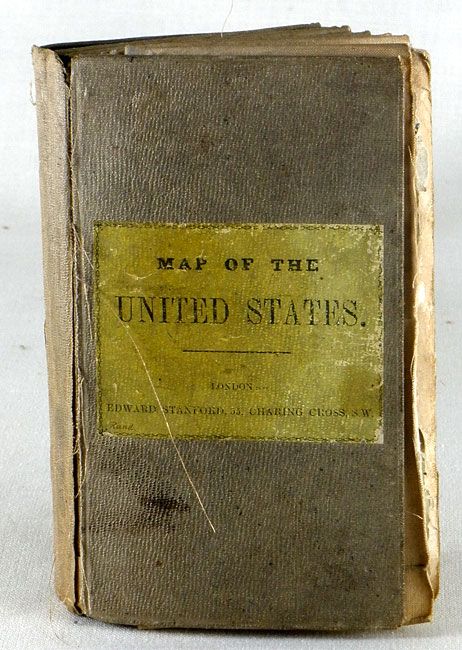 MAP OF THE
UNITED STATES.
LONDON
EDWARD STANFORD, 55, CHARING CROSS, S.W.